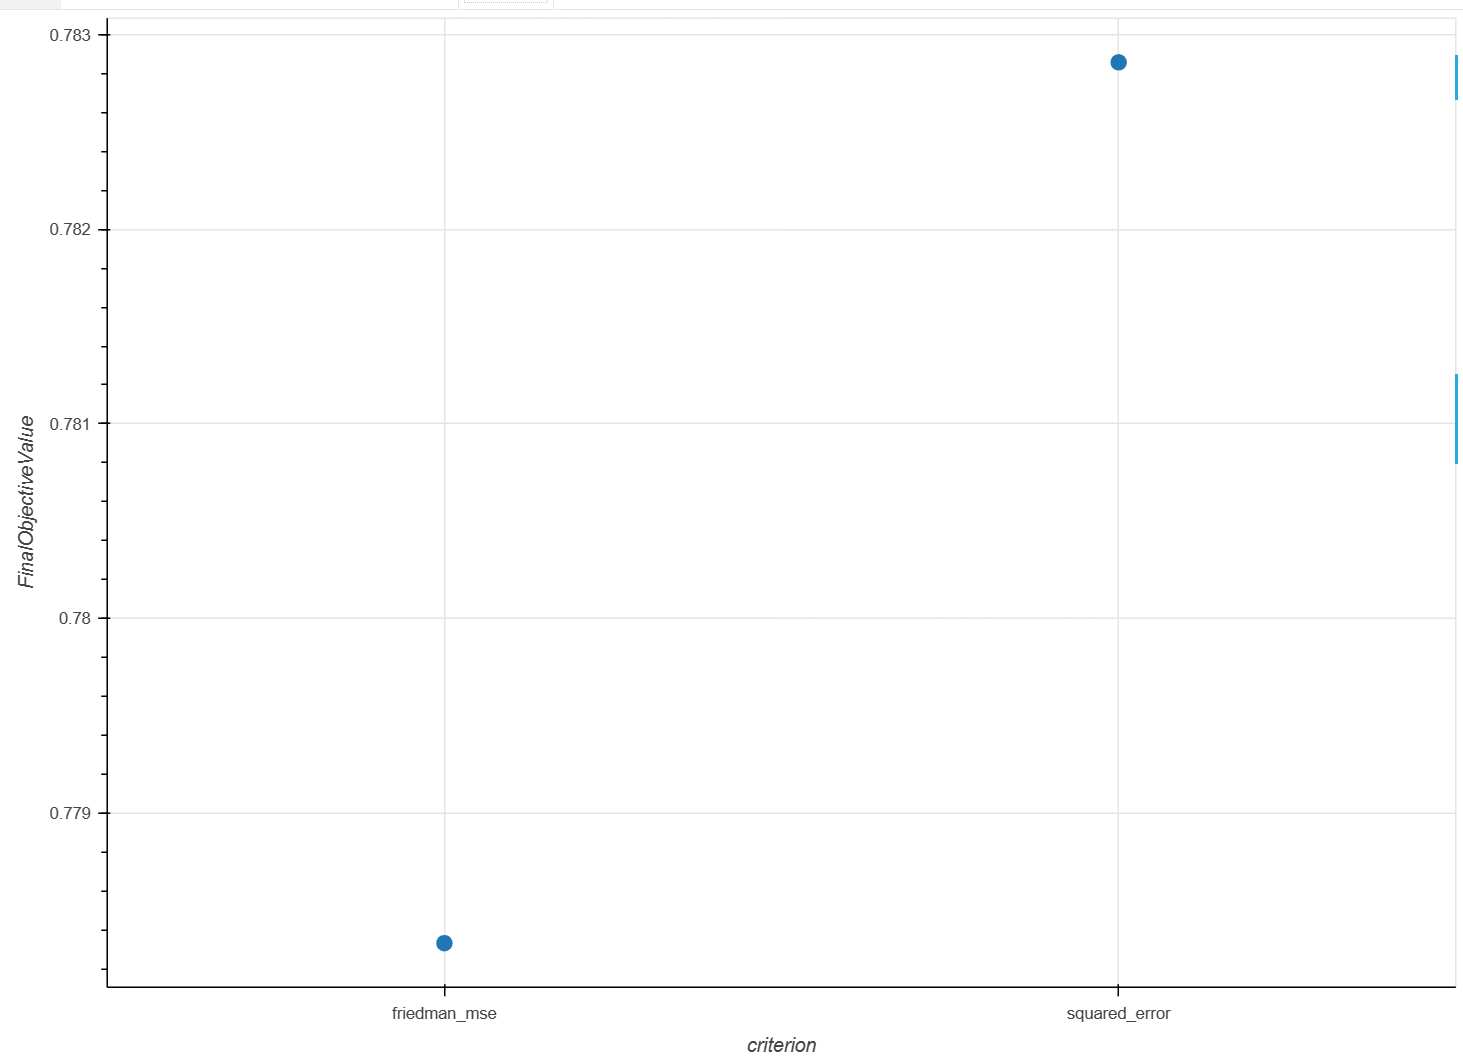 0.783
0.782
0.781
0.78
0.779
FinalObjectiveValue
friedman_mse
squared_error
criterion